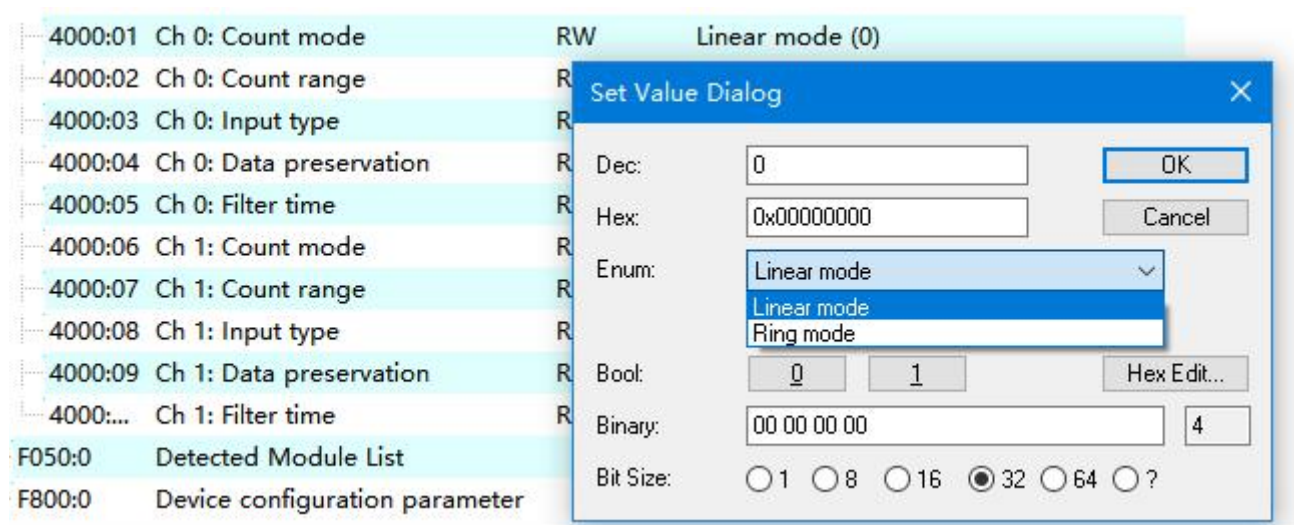 4000:01 Ch 0: Count mode RW Linear mode (0)
4000:02 Ch 0: Count range R
4000:03 Ch 0: Input type R
4000:04 Ch 0: Data preservation R
4000:05 Ch 0: Filter time R
4000:06 Ch 1: Count mode R
4000:07 Ch 1: Count range R
4000:08 Ch 1: Input type R
4000:09 Ch 1: Data preservation R
4000:... Ch 1: Filter time R
F050:0 Detected Module List
F800:0 Device configuration parameter
Set Value Dialog
Dec: 0 OK
Hex: 0x00000000 Cancel
Enum: Linear mode
Linear mode
Ring mode
Bool: 0 1 Hex Edit...
Binary: 00 00 00 00 4
Bit Size: 1 8 16 32 64 ?